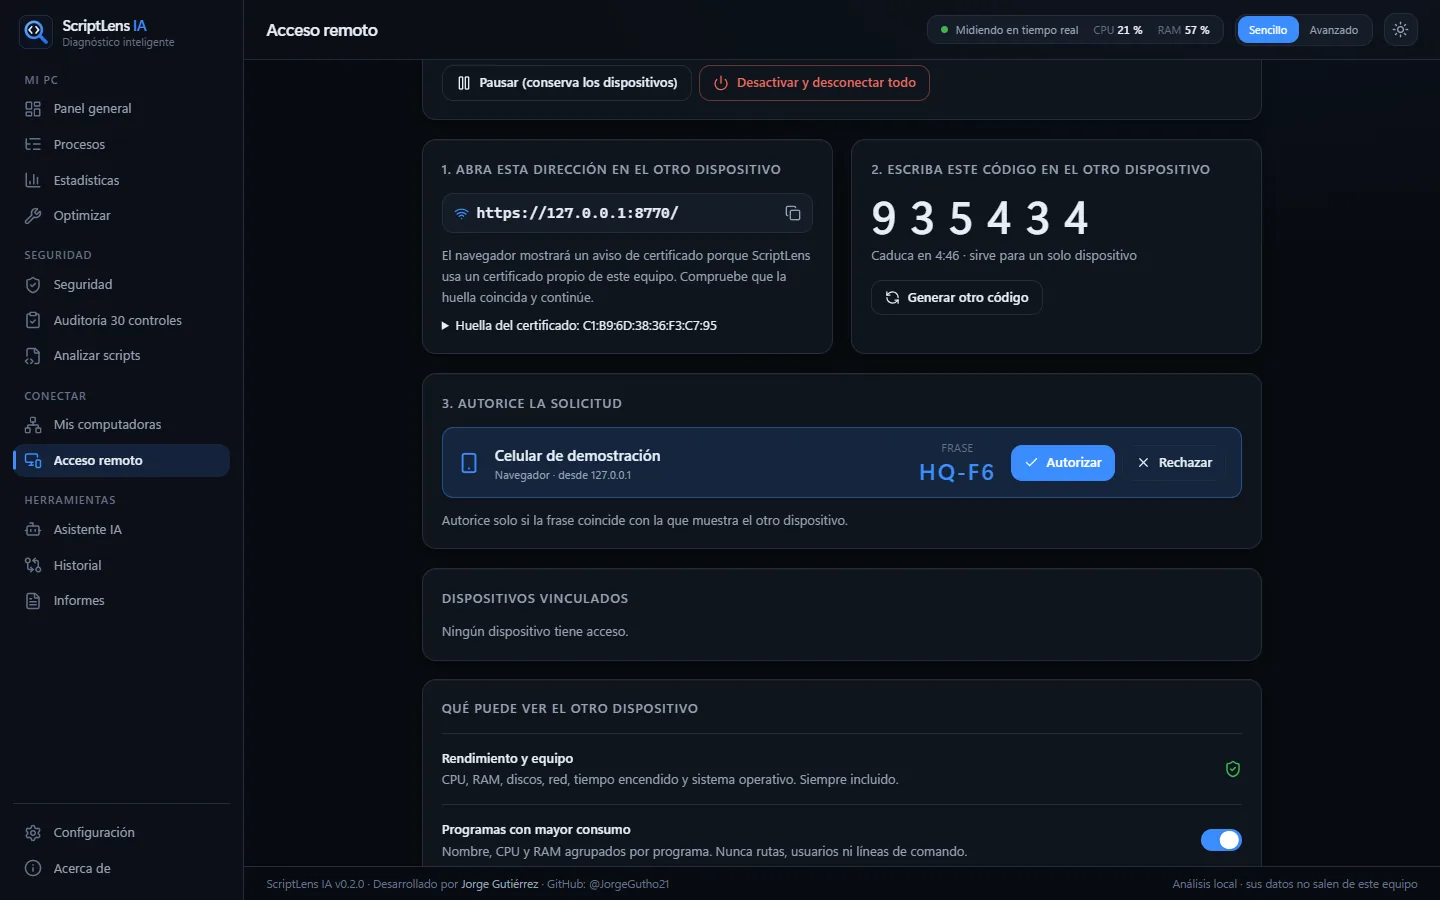 ScriptLens IA
Diagnóstico inteligente
MI PC
Panel general
Procesos
Estadísticas
Optimizar
SEGURIDAD
Seguridad
Auditoría 30 controles
Analizar scripts
CONECTAR
Mis computadoras
Acceso remoto
HERRAMIENTAS
Asistente IA
Historial
Informes
Configuración
Acerca de
Acceso remoto
Midiendo en tiempo real CPU 21 % RAM 57 %
Sencillo Avanzado
Pausar (conserva los dispositivos) Desactivar y desconectar todo
1. ABRA ESTA DIRECCIÓN EN EL OTRO DISPOSITIVO
https://127.0.0.1:8770/
El navegador mostrará un aviso de certificado porque ScriptLens
usa un certificado propio de este equipo. Compruebe que la
huella coincida y continúe.
Huella del certificado: C1:B9:6D:38:36:F3:C7:95
2. ESCRIBA ESTE CÓDIGO EN EL OTRO DISPOSITIVO
935434
Caduca en 4:46 · sirve para un solo dispositivo
Generar otro código
3. AUTORICE LA SOLICITUD
Celular de demostración
Navegador · desde 127.0.0.1
FRASE
HQ-F6
Autorizar Rechazar
Autorice solo si la frase coincide con la que muestra el otro dispositivo.
DISPOSITIVOS VINCULADOS
Ningún dispositivo tiene acceso.
QUÉ PUEDE VER EL OTRO DISPOSITIVO
Rendimiento y equipo
CPU, RAM, discos, red, tiempo encendido y sistema operativo. Siempre incluido.
Programas con mayor consumo
Nombre, CPU y RAM agrupados por programa. Nunca rutas, usuarios ni líneas de comando.
ScriptLens IA v0.2.0 · Desarrollado por Jorge Gutiérrez · GitHub: @JorgeGutho21
Análisis local · sus datos no salen de este equipo